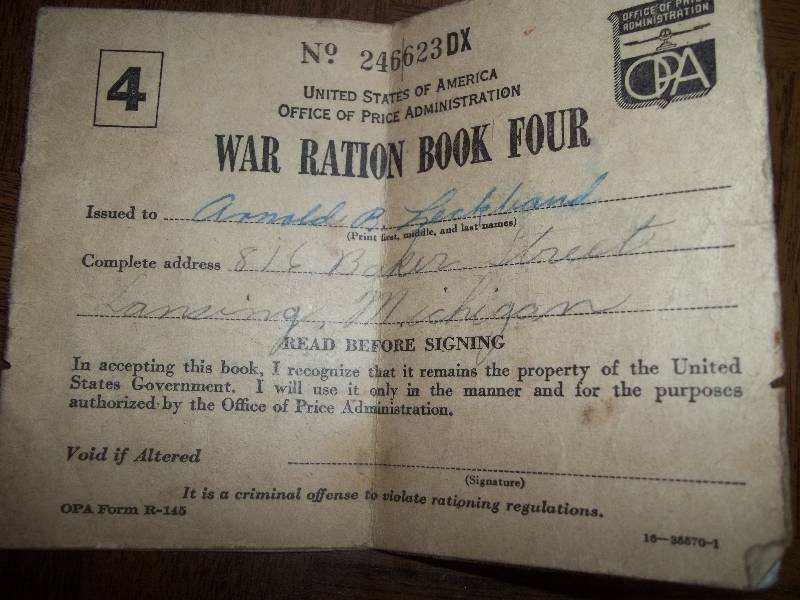 OFFICE OF PRICE
ADMINISTRATION
OPA
4
Nº 246623DX
UNITED STATES OF AMERICA
OFFICE OF PRICE ADMINISTRATION
WAR RATION BOOK FOUR
Issued to Arnold B. Leckband
(Print first, middle, and last names)
Complete address 816 Baker Street
Lansing, Michigan
READ BEFORE SIGNING
In accepting this book, I recognize that it remains the property of the United
States Government. I will use it only in the manner and for the purposes
authorized by the Office of Price Administration.
Void if Altered
(Signature)
It is a criminal offense to violate rationing regulations.
OPA Form R-145
16—35570-1